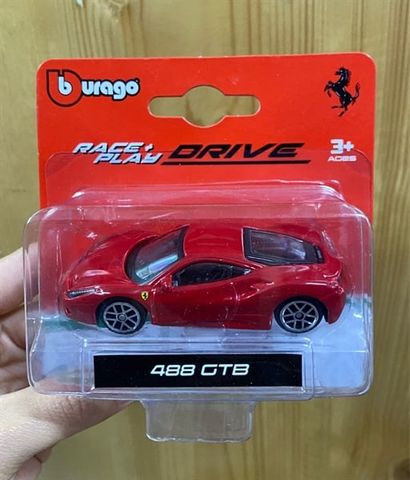 burago
RACE+
PLAY
DRIVE
3+
AGES
488 GTB